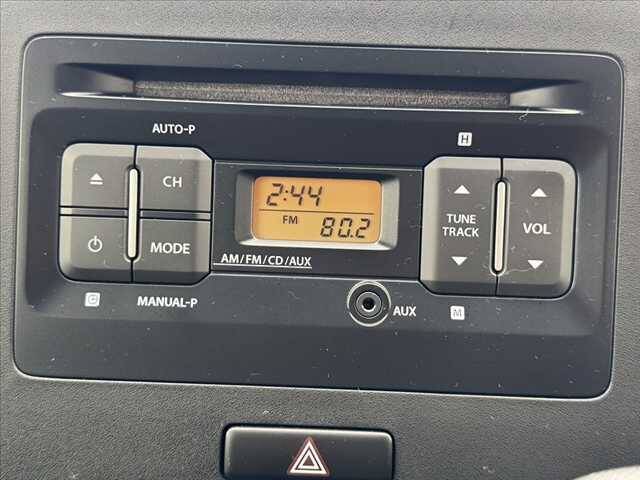 AUTO-P
H
CH
2:44
FM 80.2
TUNE
TRACK
VOL
MODE
AM/FM/CD/AUX
C
MANUAL-P
AUX
M